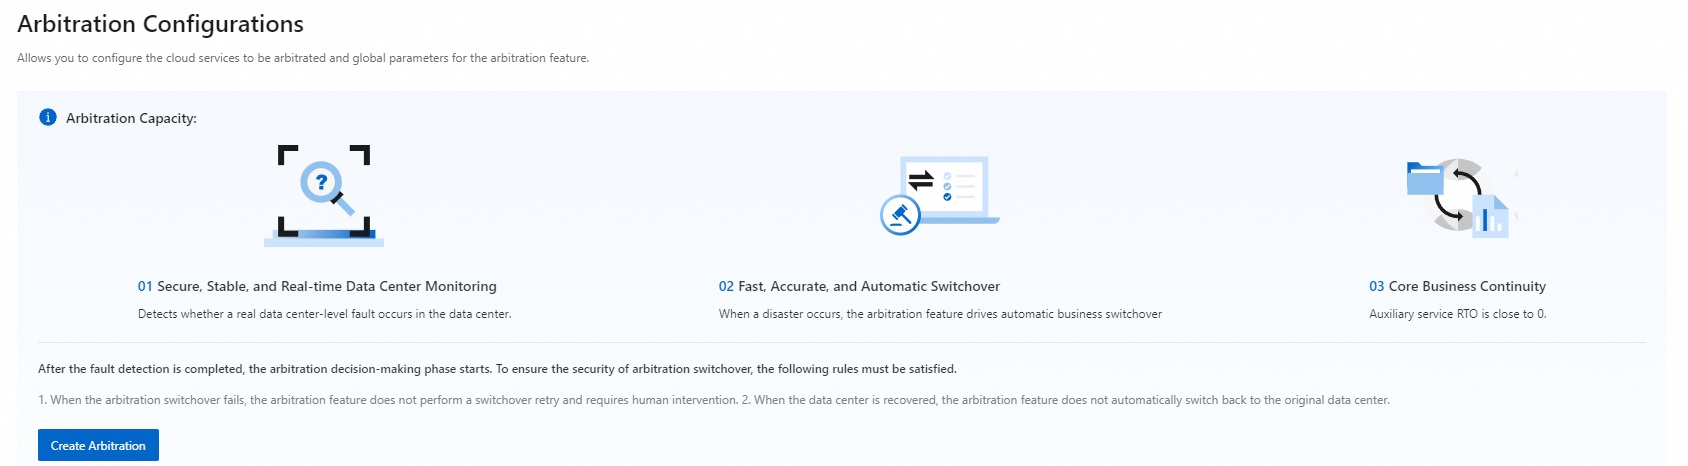 Arbitration Configurations
Allows you to configure the cloud services to be arbitrated and global parameters for the arbitration feature.
i Arbitration Capacity:
?
01 Secure, Stable, and Real-time Data Center Monitoring
Detects whether a real data center-level fault occurs in the data center.
02 Fast, Accurate, and Automatic Switchover
When a disaster occurs, the arbitration feature drives automatic business switchover
03 Core Business Continuity
Auxiliary service RTO is close to 0.
After the fault detection is completed, the arbitration decision-making phase starts. To ensure the security of arbitration switchover, the following rules must be satisfied.
1. When the arbitration switchover fails, the arbitration feature does not perform a switchover retry and requires human intervention. 2. When the data center is recovered, the arbitration feature does not automatically switch back to the original data center.
Create Arbitration